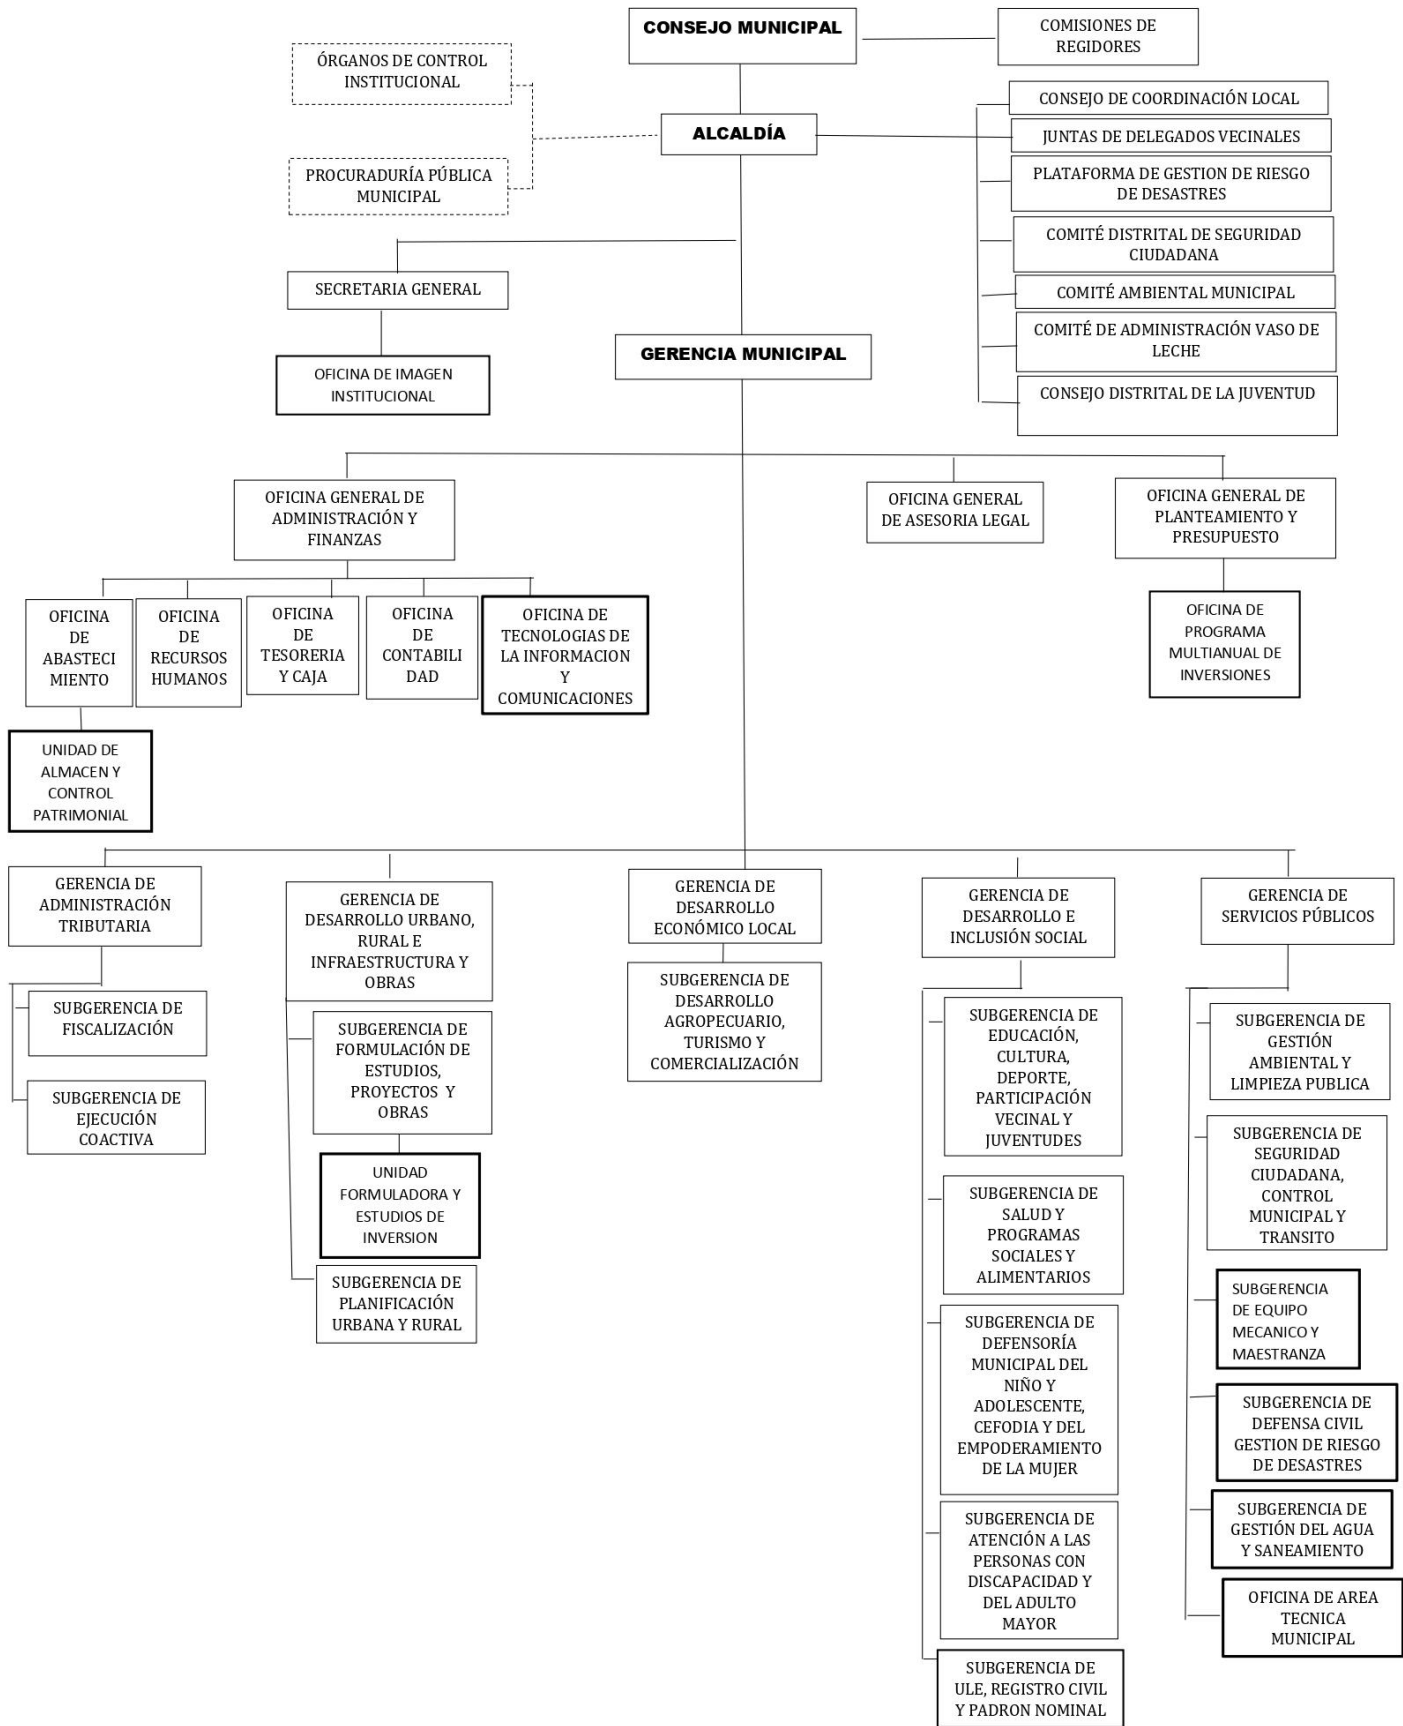 CONSEJO MUNICIPAL
COMISIONES DE
REGIDORES
ÓRGANOS DE CONTROL
INSTITUCIONAL
CONSEJO DE COORDINACIÓN LOCAL
ALCALDÍA
JUNTAS DE DELEGADOS VECINALES
PROCURADURÍA PÚBLICA
MUNICIPAL
PLATAFORMA DE GESTION DE RIESGO
DE DESASTRES
COMITÉ DISTRITAL DE SEGURIDAD
CIUDADANA
SECRETARIA GENERAL
COMITÉ AMBIENTAL MUNICIPAL
COMITÉ DE ADMINISTRACIÓN VASO DE
LECHE
GERENCIA MUNICIPAL
OFICINA DE IMAGEN
INSTITUCIONAL
CONSEJO DISTRITAL DE LA JUVENTUD
OFICINA GENERAL DE
ADMINISTRACIÓN Y
FINANZAS
OFICINA GENERAL
DE ASESORIA LEGAL
OFICINA GENERAL DE
PLANTEAMIENTO Y
PRESUPUESTO
OFICINA
DE
ABASTECI
MIENTO
OFICINA
DE
RECURSOS
HUMANOS
OFICINA
DE
TESORERIA
Y CAJA
OFICINA
DE
CONTABILI
DAD
OFICINA DE
TECNOLOGIAS DE
LA INFORMACION
Y
COMUNICACIONES
OFICINA DE
PROGRAMA
MULTIANUAL DE
INVERSIONES
UNIDAD DE
ALMACEN Y
CONTROL
PATRIMONIAL
GERENCIA DE
ADMINISTRACIÓN
TRIBUTARIA
GERENCIA DE
DESARROLLO URBANO,
RURAL E
INFRAESTRUCTURA Y
OBRAS
GERENCIA DE
DESARROLLO
ECONÓMICO LOCAL
GERENCIA DE
DESARROLLO E
INCLUSIÓN SOCIAL
GERENCIA DE
SERVICIOS PÚBLICOS
SUBGERENCIA DE
FISCALIZACIÓN
SUBGERENCIA DE
EJECUCIÓN
COACTIVA
SUBGERENCIA DE
FORMULACIÓN DE
ESTUDIOS,
PROYECTOS Y
OBRAS
UNIDAD
FORMULADORA Y
ESTUDIOS DE
INVERSION
SUBGERENCIA DE
PLANIFICACIÓN
URBANA Y RURAL
SUBGERENCIA DE
DESARROLLO
AGROPECUARIO,
TURISMO Y
COMERCIALIZACIÓN
SUBGERENCIA DE
EDUCACIÓN,
CULTURA,
DEPORTE,
PARTICIPACIÓN
VECINAL Y
JUVENTUDES
SUBGERENCIA DE
SALUD Y
PROGRAMAS
SOCIALES Y
ALIMENTARIOS
SUBGERENCIA DE
DEFENSORÍA
MUNICIPAL DEL
NIÑO Y
ADOLESCENTE,
CEFODIA Y DEL
EMPODERAMIENTO
DE LA MUJER
SUBGERENCIA DE
ATENCIÓN A LAS
PERSONAS CON
DISCAPACIDAD Y
DEL ADULTO
MAYOR
SUBGERENCIA DE
ULE, REGISTRO CIVIL
Y PADRON NOMINAL
SUBGERENCIA DE
GESTIÓN
AMBIENTAL Y
LIMPIEZA PUBLICA
SUBGERENCIA DE
SEGURIDAD
CIUDADANA,
CONTROL
MUNICIPAL Y
TRANSITO
SUBGERENCIA
DE EQUIPO
MECANICO Y
MAESTRANZA
SUBGERENCIA DE
DEFENSA CIVIL
GESTION DE RIESGO
DE DESASTRES
SUBGERENCIA DE
GESTIÓN DEL AGUA
Y SANEAMIENTO
OFICINA DE AREA
TECNICA
MUNICIPAL